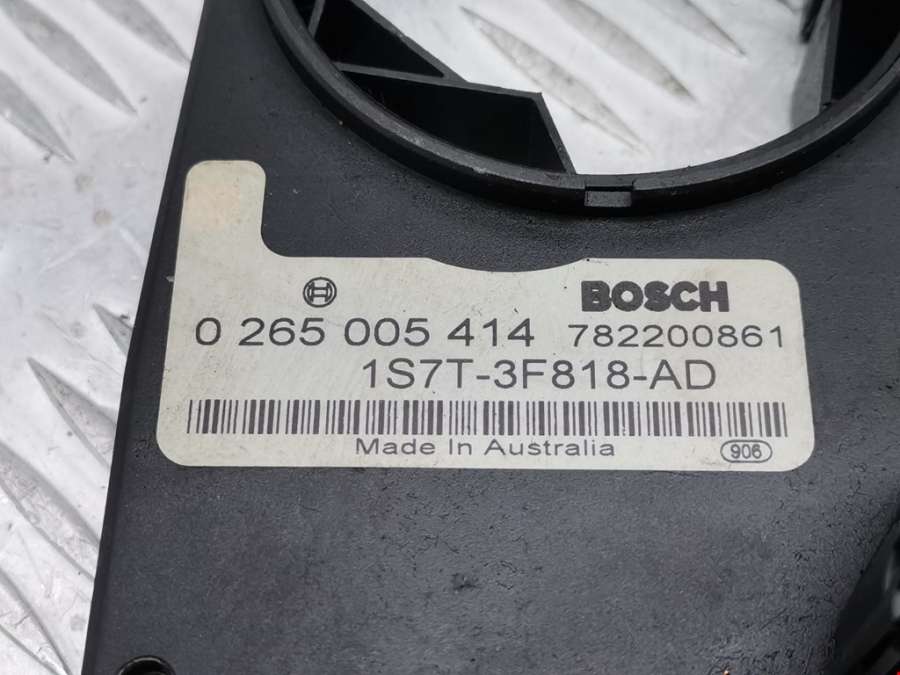 BOSCH
0 265 005 414 782200861
1S7T-3F818-AD
Made In Australia 906